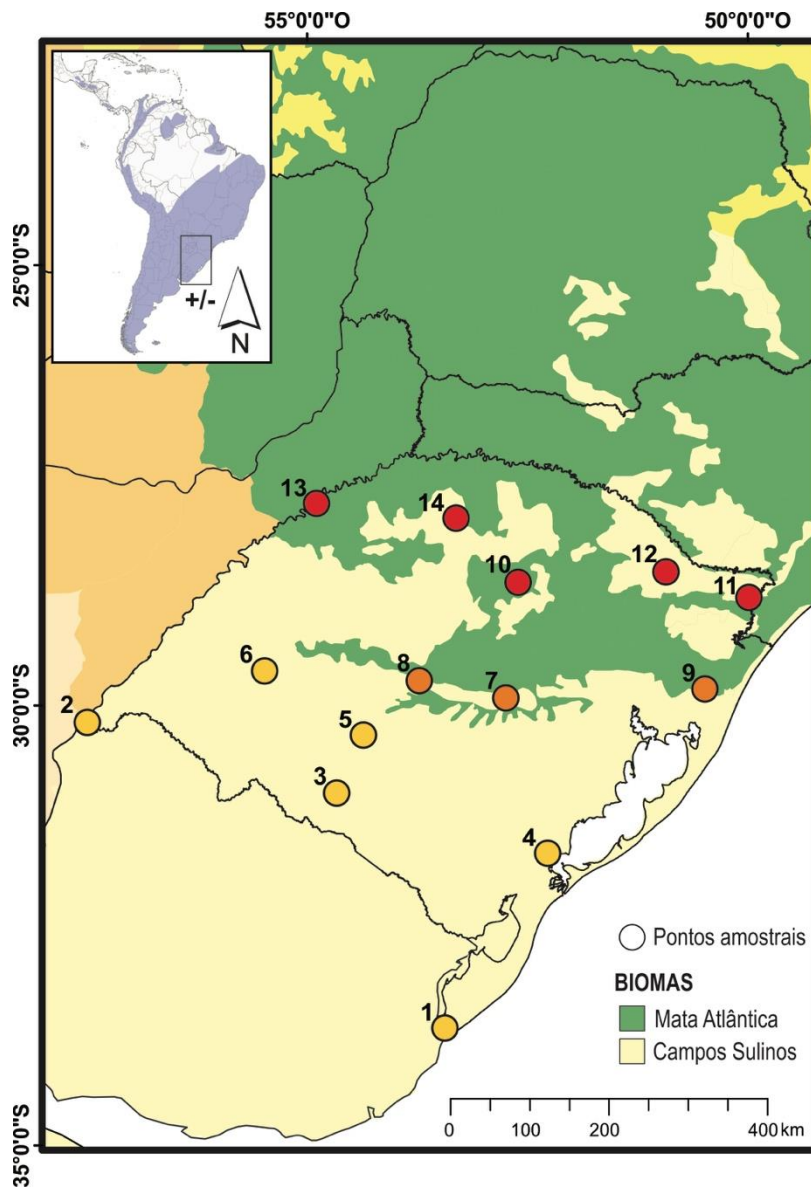 55°0'0"O
50°0'0"O
+/-
N
25°0'0"S
13
14
10
12
11
6
8
7
9
2
30°0'0"S
5
3
4
1
Pontos amostrais
BIOMAS
Mata Atlântica
Campos Sulinos
0 100 200 400 km
35°0'0"S